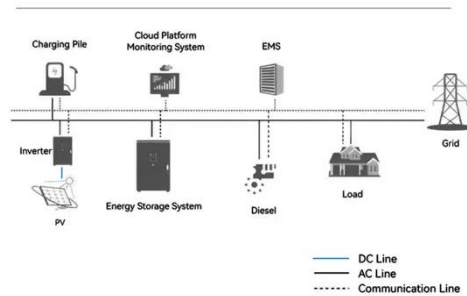 Charging Pile
Cloud Platform
Monitoring System
EMS
Grid
Inverter
PV
Energy Storage System
Diesel
Load
DC Line
AC Line
Communication Line